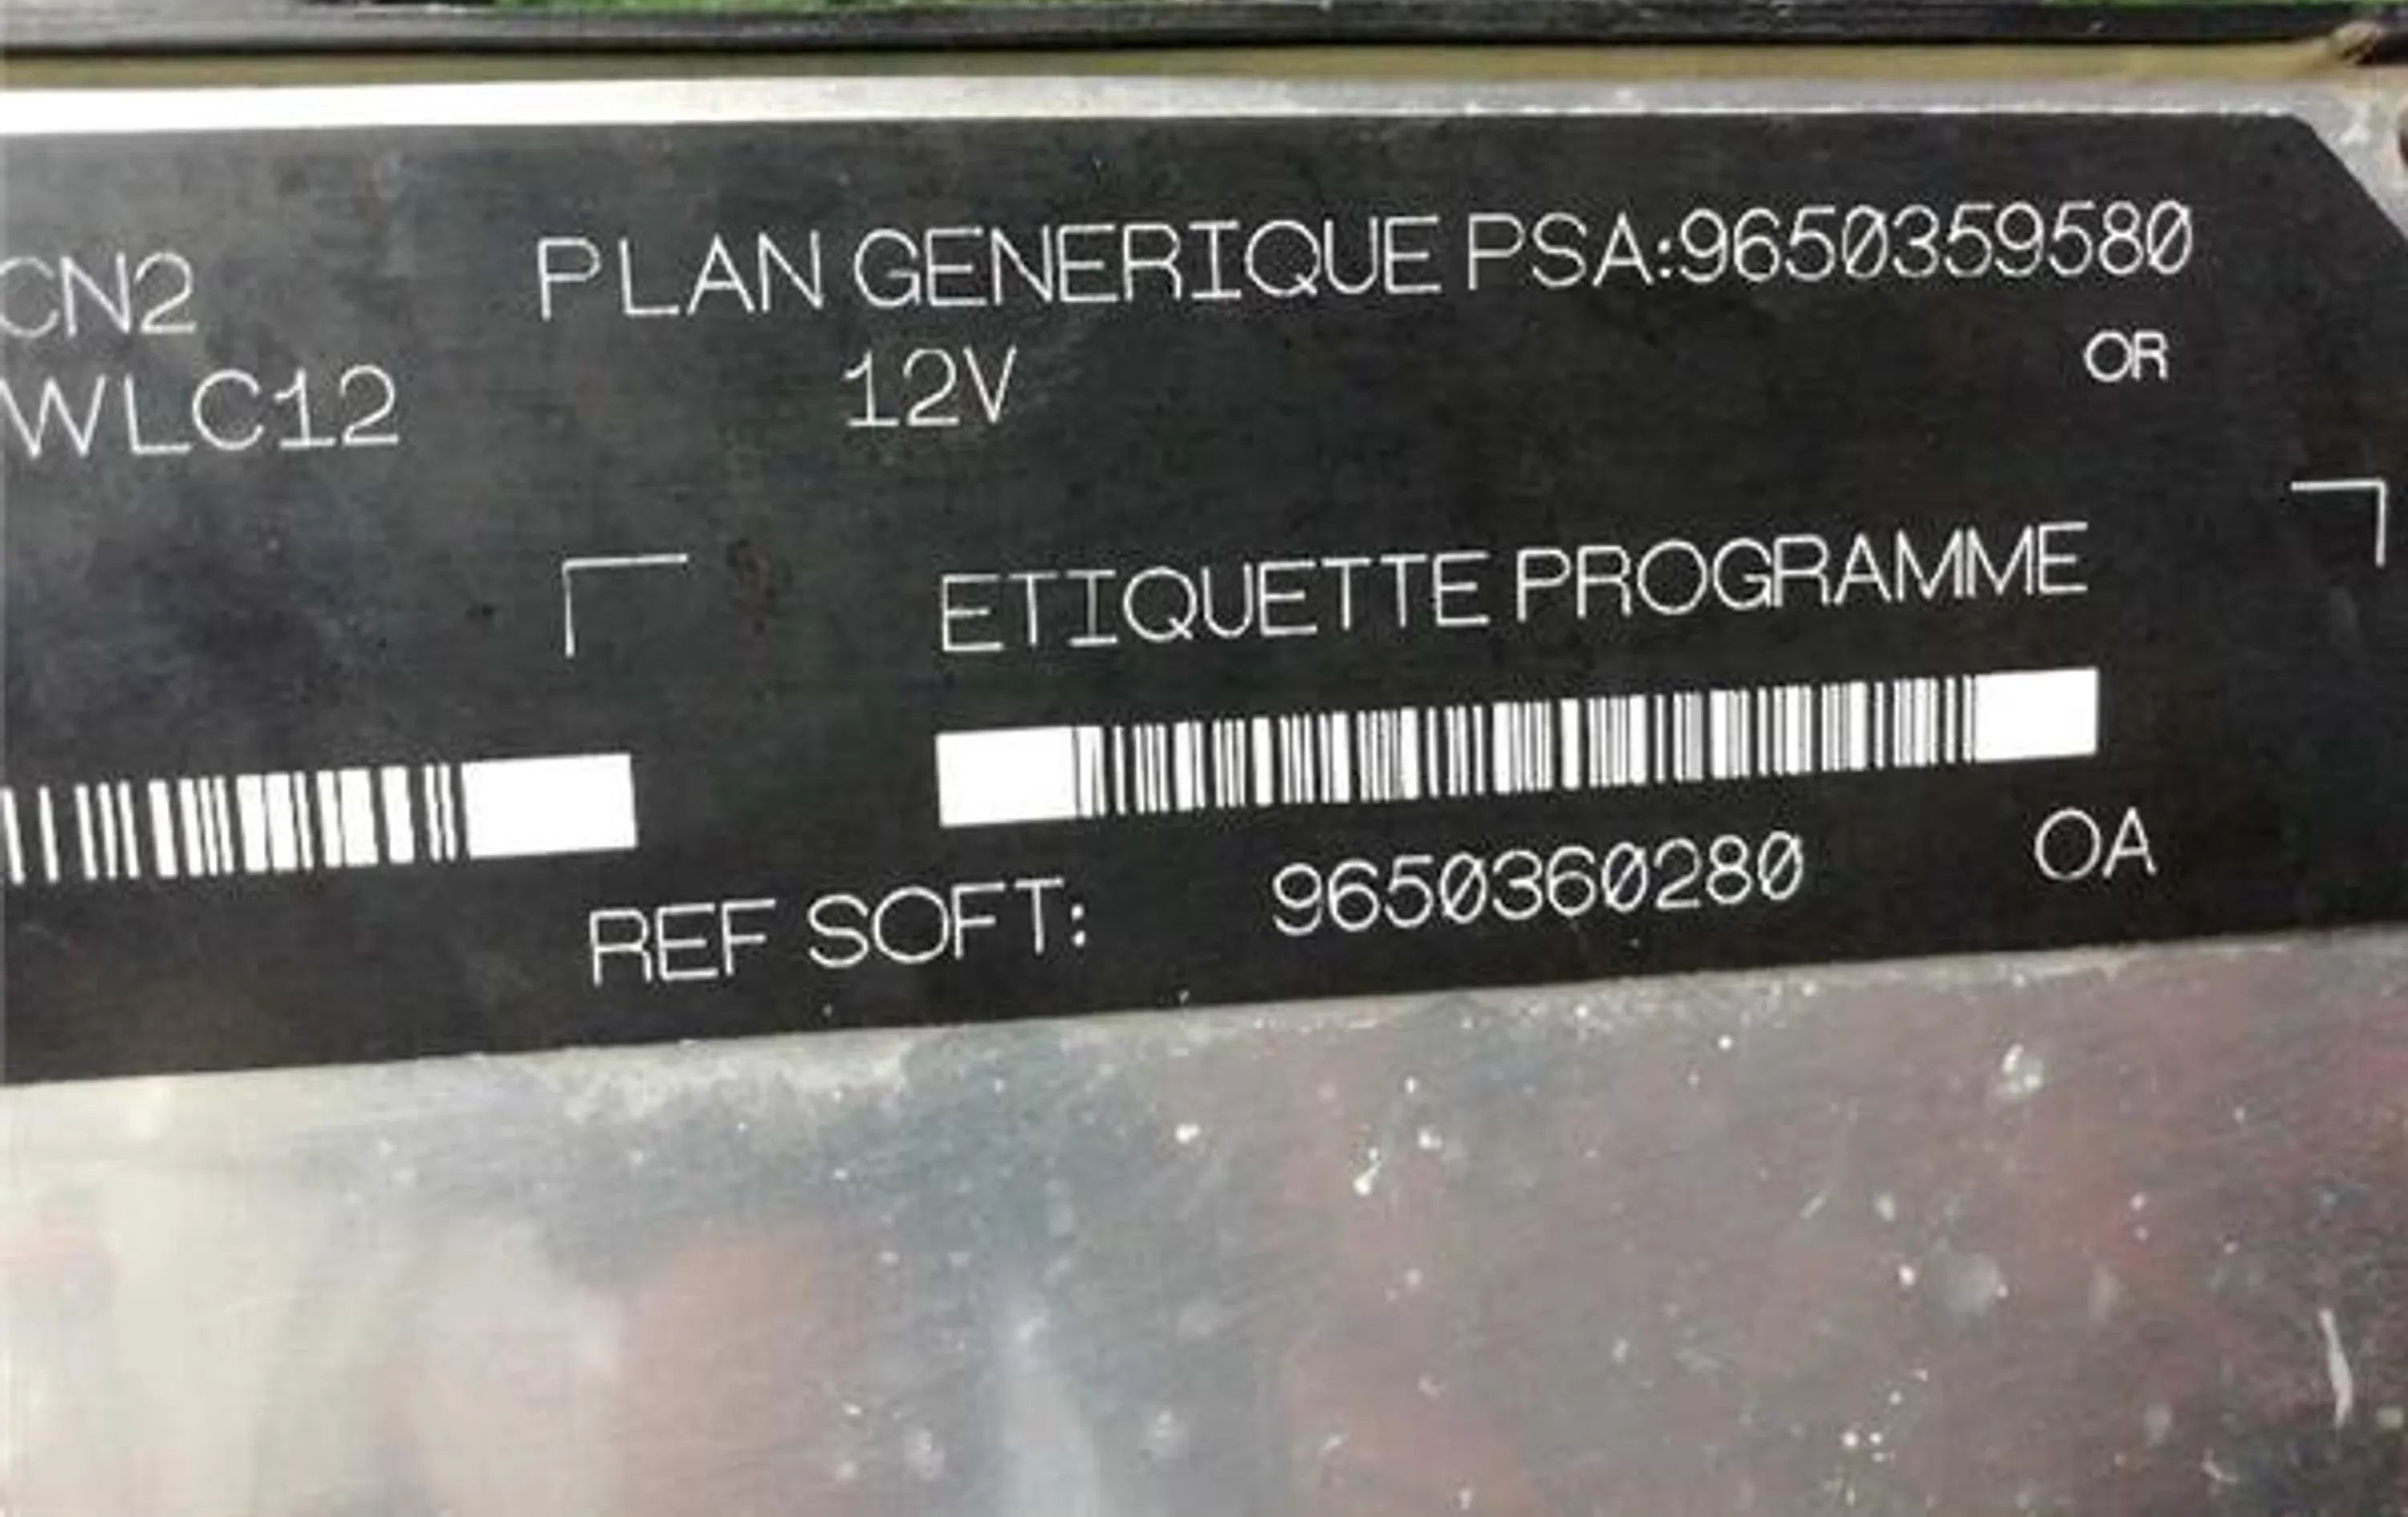 CN2 PLAN GENERIQUE PSA:9650359580
WLC12 12V OR
ETIQUETTE PROGRAMME
REF SOFT: 9650360280 OA